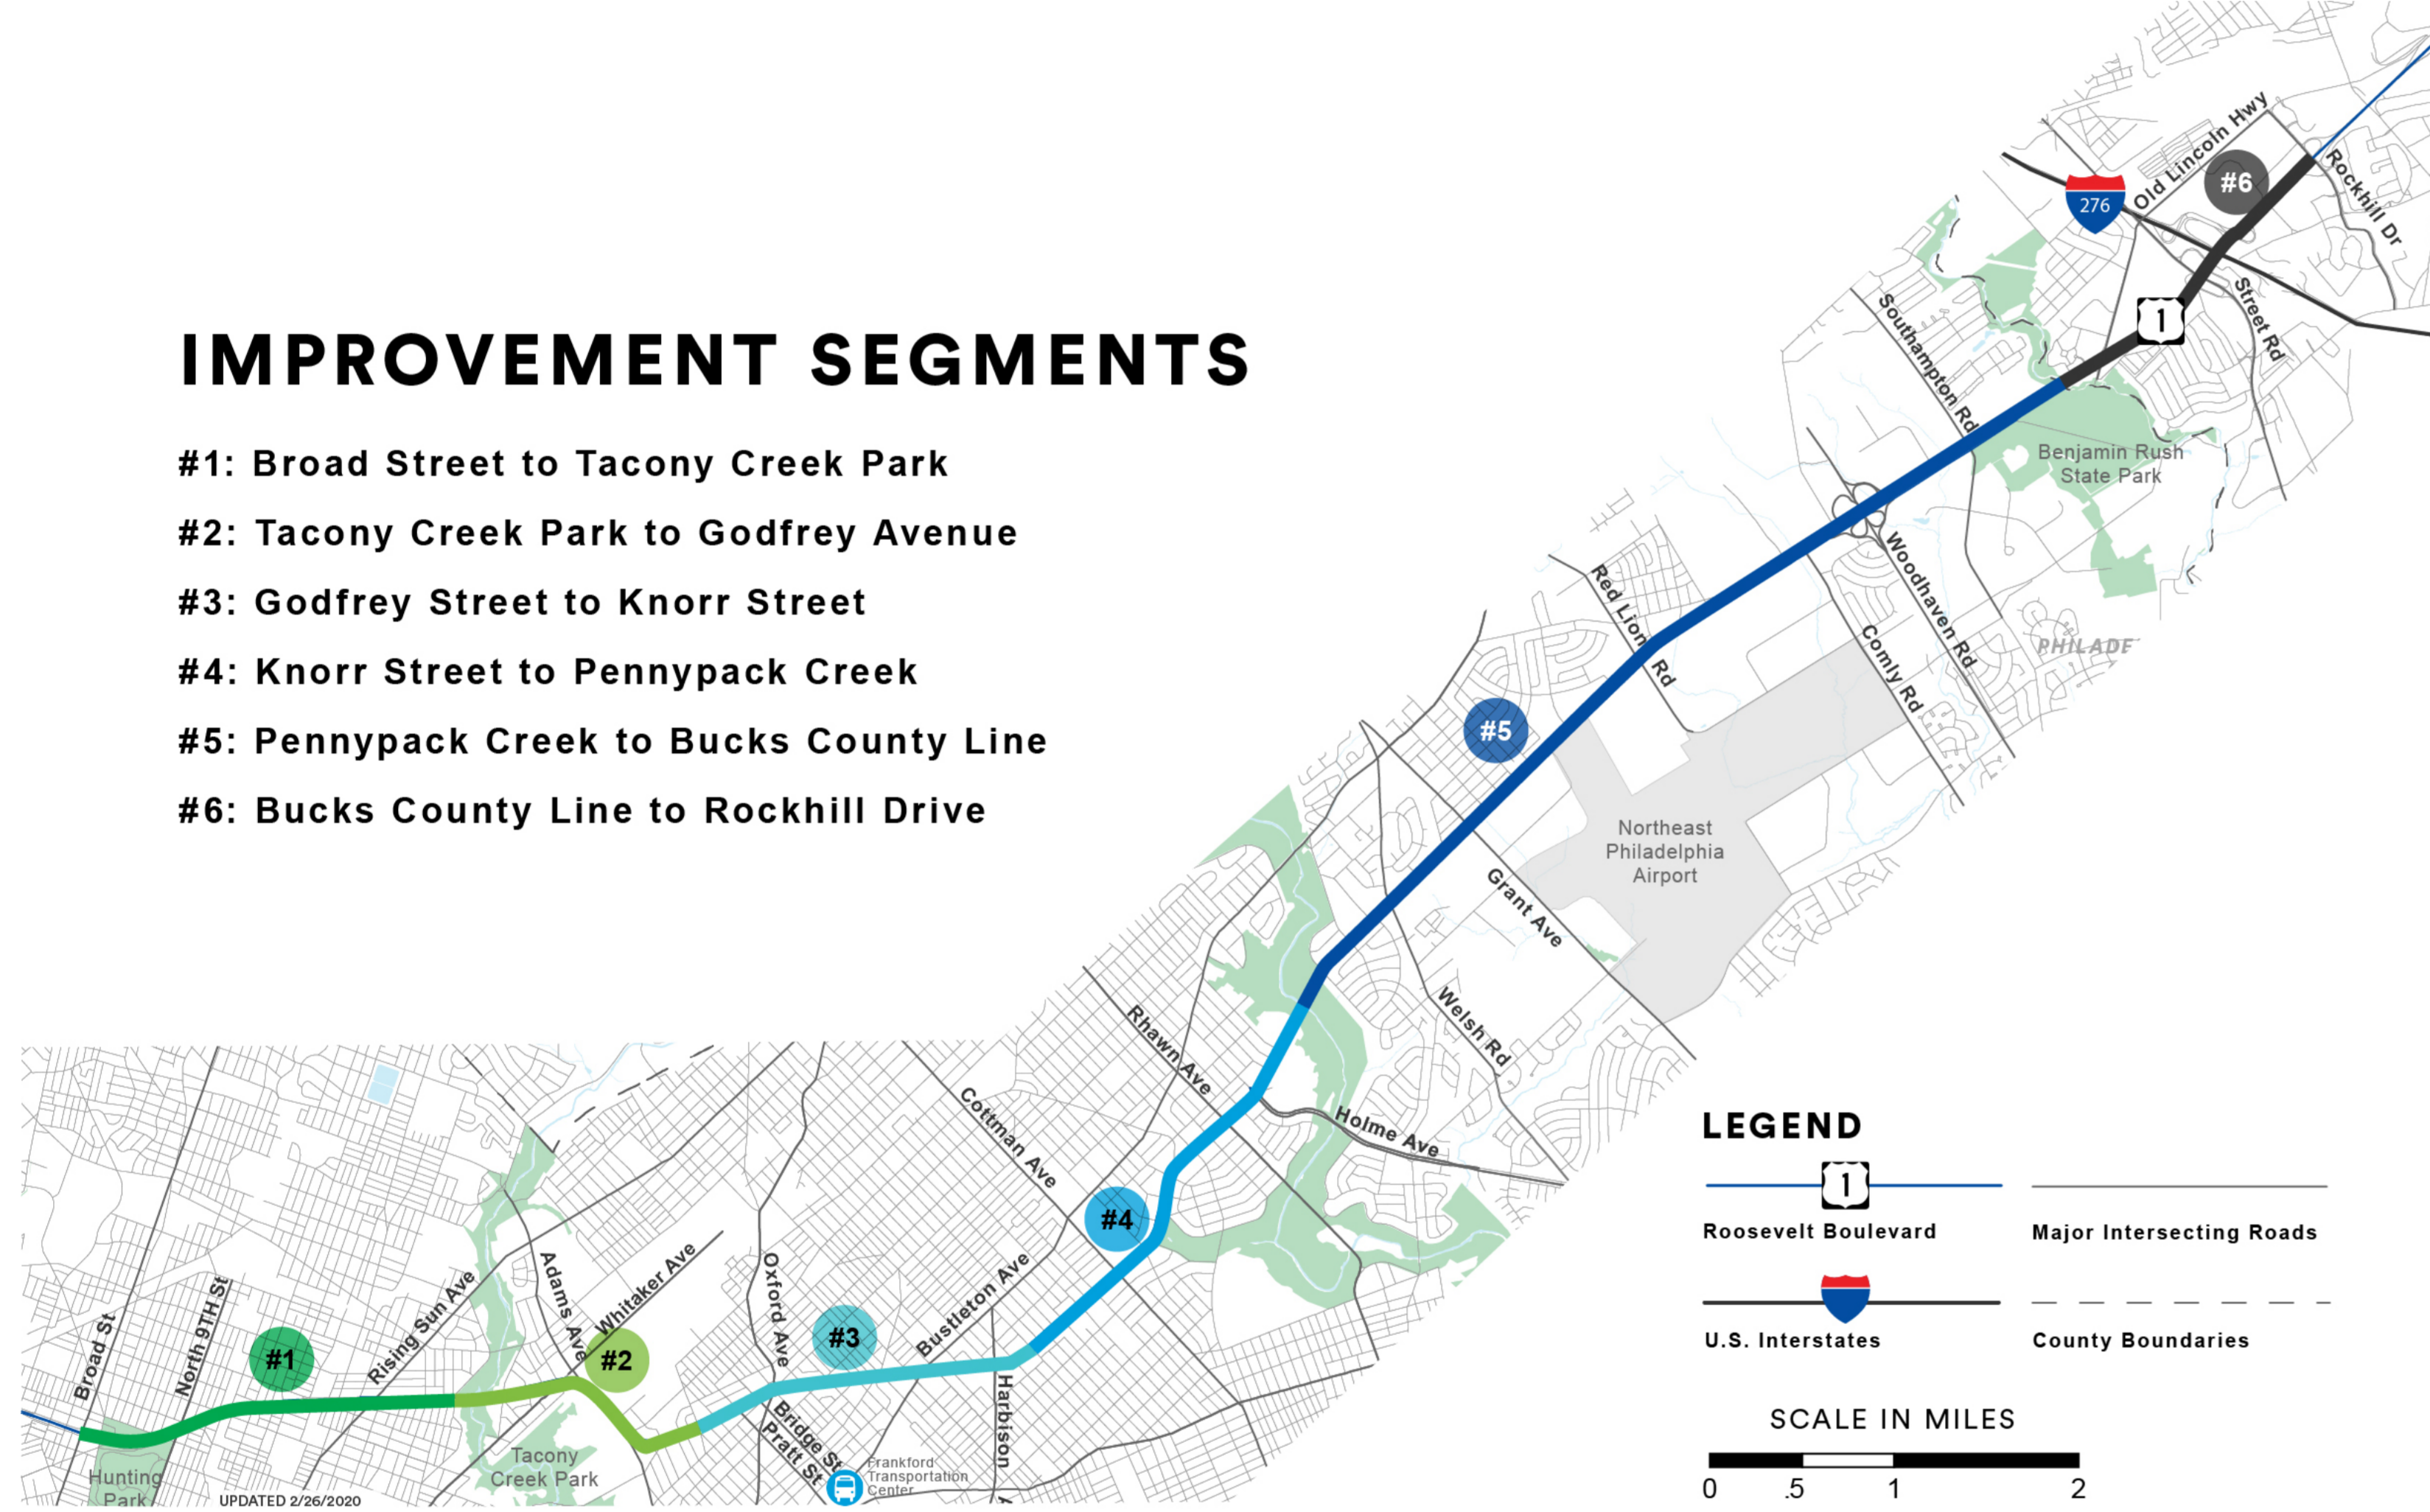 IMPROVEMENT SEGMENTS
#1: Broad Street to Tacony Creek Park
#2: Tacony Creek Park to Godfrey Avenue
#3: Godfrey Street to Knorr Street
#4: Knorr Street to Pennypack Creek
#5: Pennypack Creek to Bucks County Line
#6: Bucks County Line to Rockhill Drive
Old Lincoln Hwy
#6
Rockhill Dr
276
1
Street Rd
Southampton Rd
Benjamin Rush
State Park
Woodhaven Rd
PHILADE
Comly Rd
Red Lion Rd
#5
Northeast
Philadelphia
Airport
Grant Ave
Welsh Rd
Rhawn Ave
Holme Ave
Cottman Ave
#4
Bustleton Ave
#3
Oxford Ave
Whitaker Ave
Adams Ave
#2
Rising Sun Ave
#1
North 9TH St
Broad St
Harbison
Bridge St
Pratt St
Frankford
Transportation
Center
Tacony
Creek Park
Hunting
Park
UPDATED 2/26/2020
LEGEND
1
Roosevelt Boulevard
Major Intersecting Roads
U.S. Interstates
County Boundaries
SCALE IN MILES
0 .5 1 2